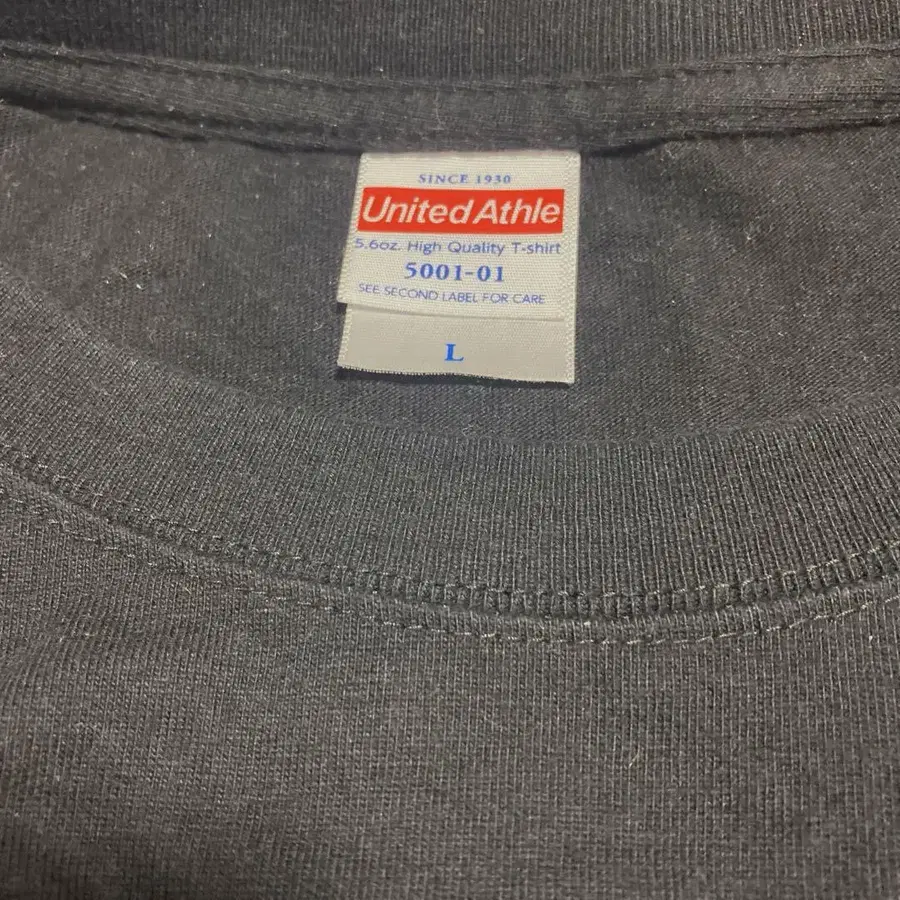 SINCE 1930
United Athle
5.6oz. High Quality T-shirt
5001-01
SEE SECOND LABEL FOR CARE
L